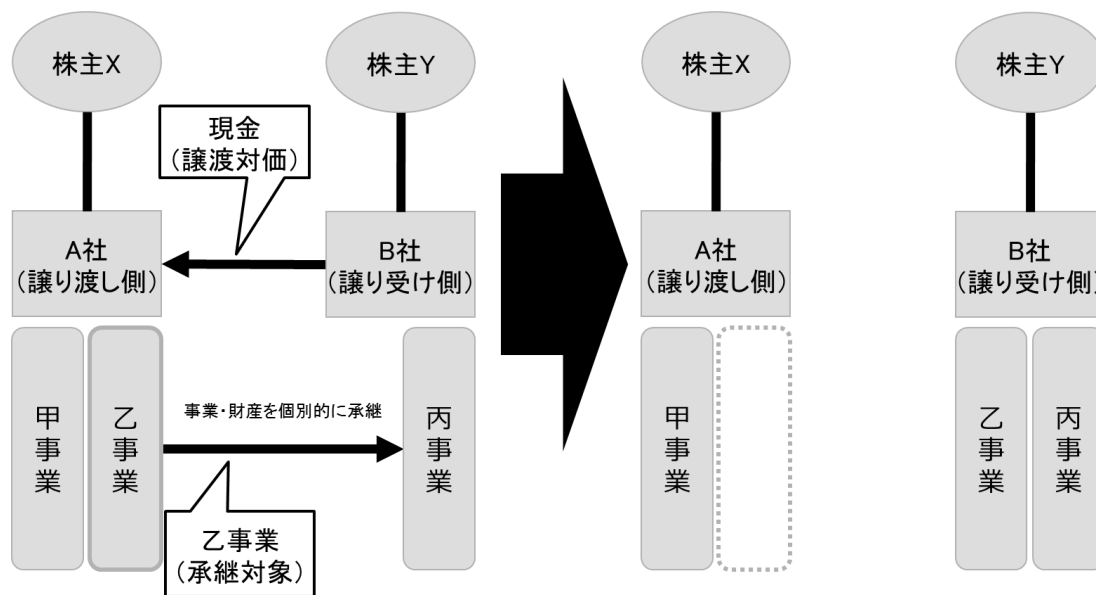 株主X
株主Y
現金
（譲渡対価）
A社
（譲り渡し側）
B社
（譲り受け側）
甲事業
乙事業
事業・財産を個別的に承継
丙事業
乙事業
（承継対象）
株主X
株主Y
A社
（譲り渡し側）
B社
（譲り受け側）
甲事業
乙事業
丙事業